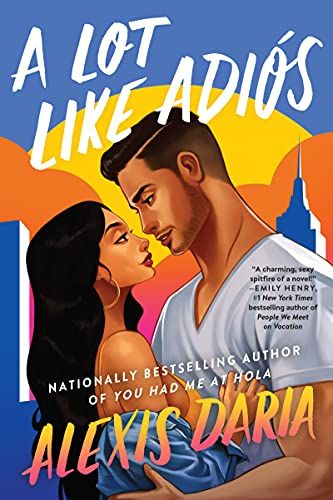 A LOT
LIKE ADIÓS
"A charming, sexy
spitfire of a novel!"
—EMILY HENRY,
#1 New York Times
bestselling author of
People We Meet
on Vacation
NATIONALLY BESTSELLING AUTHOR
OF YOU HAD ME AT HOLA
ALEXIS DARIA